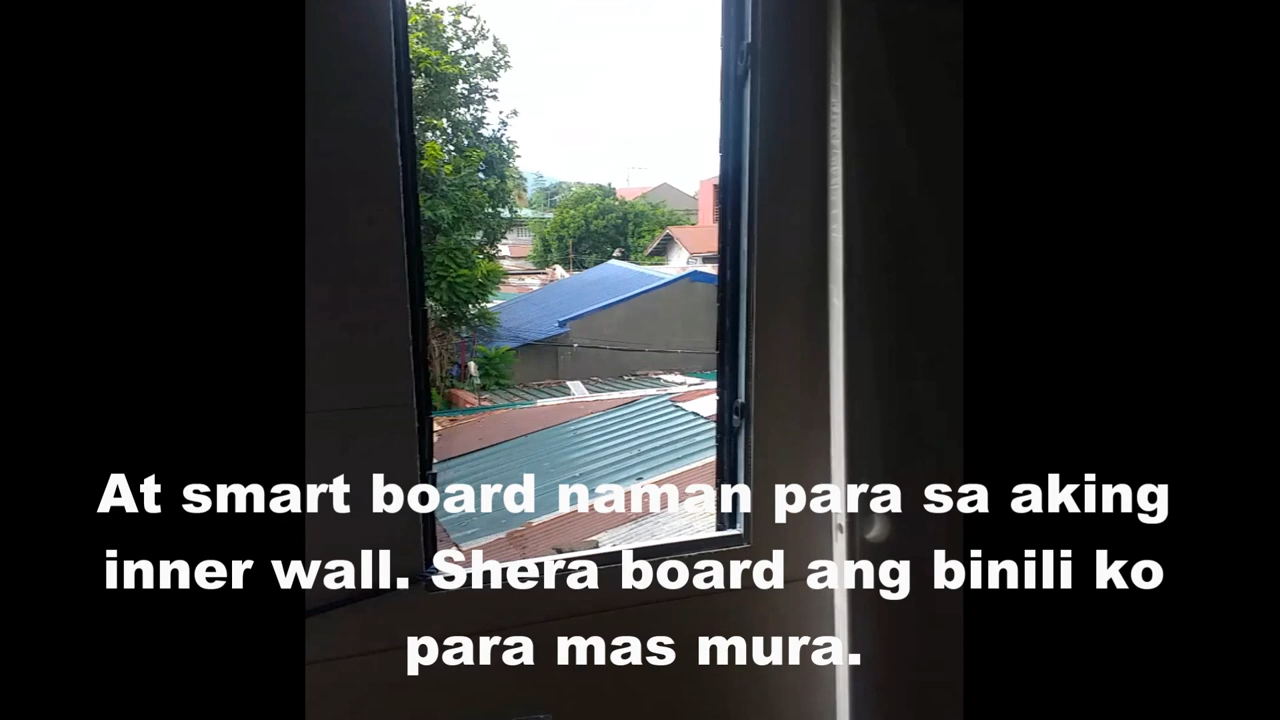 At smart board naman para sa aking
inner wall. Shera board ang binili ko
para mas mura.